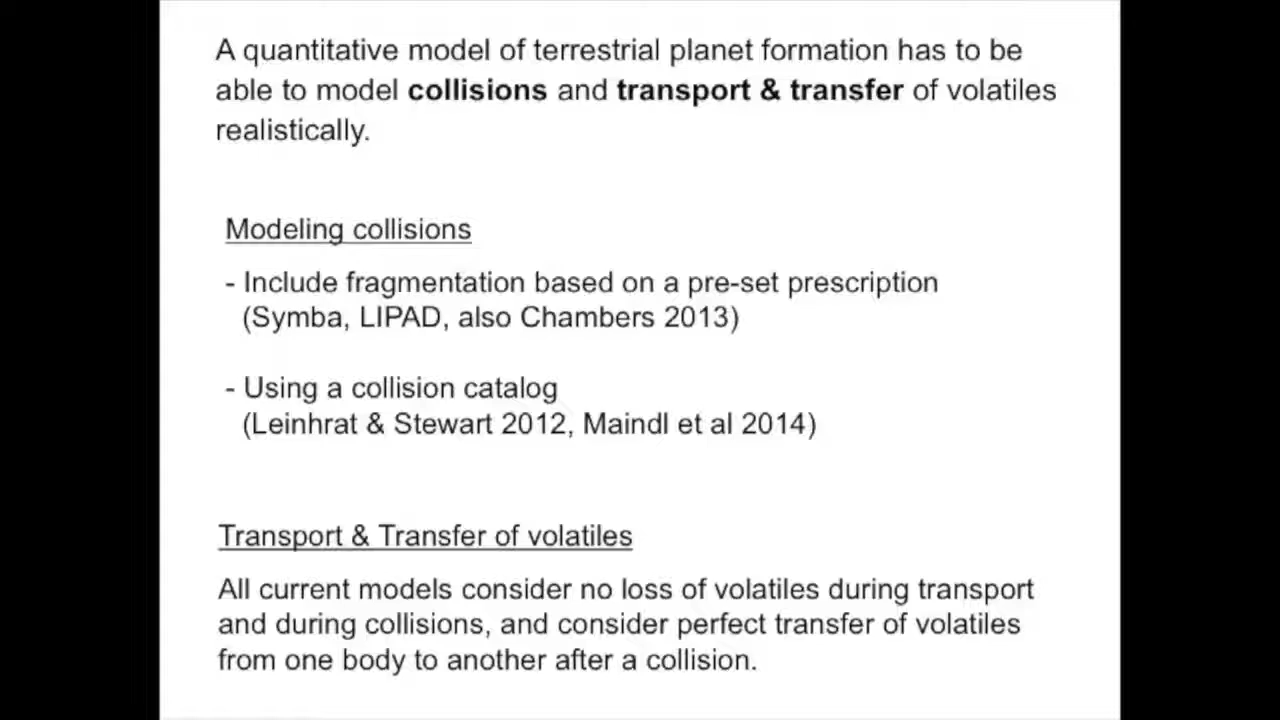 A quantitative model of terrestrial planet formation has to be
able to model collisions and transport & transfer of volatiles
realistically.
Modeling collisions
- Include fragmentation based on a pre-set prescription
(Symba, LIPAD, also Chambers 2013)
- Using a collision catalog
(Leinhrat & Stewart 2012, Maindl et al 2014)
Transport & Transfer of volatiles
All current models consider no loss of volatiles during transport
and during collisions, and consider perfect transfer of volatiles
from one body to another after a collision.